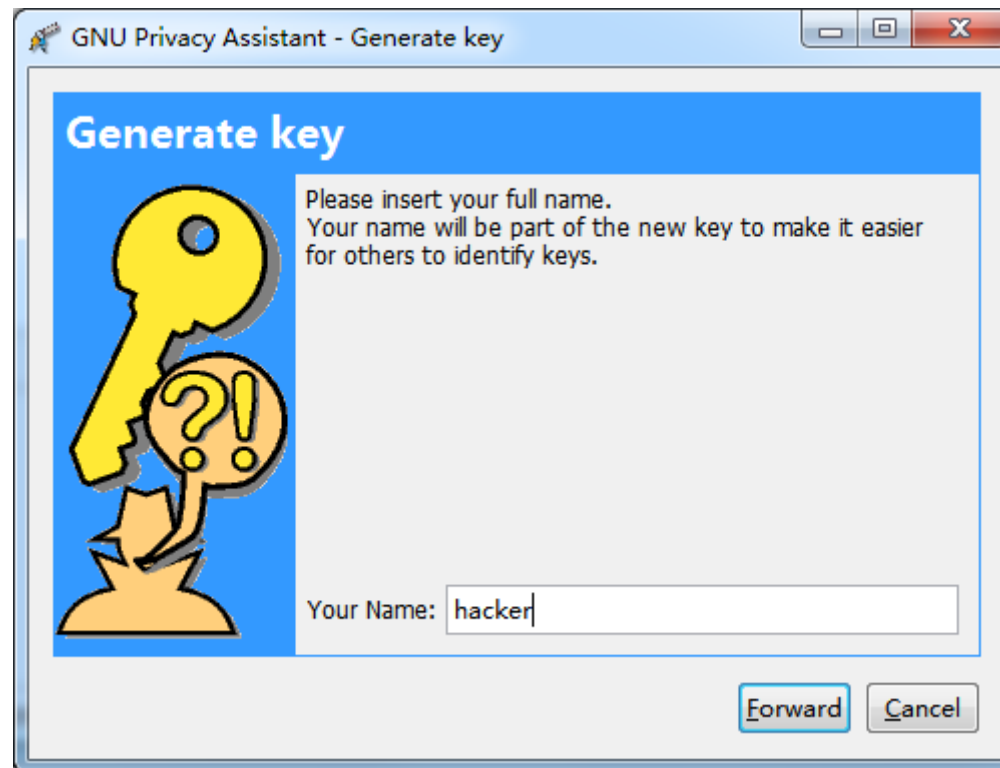 GNU Privacy Assistant - Generate key
Generate key
Please insert your full name.
Your name will be part of the new key to make it easier
for others to identify keys.
?!
Your Name: hacker
Forward Cancel